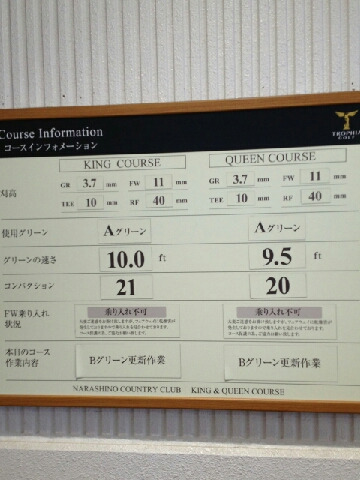 Course Information
コースインフォメーション
KING COURSE QUEEN COURSE
刈高 GR 3.7 mm FW 11 mm GR 3.7 mm FW 11 mm
TEE 10 mm RF 40 mm TEE 10 mm RF 40 mm
使用グリーン Aグリーン Aグリーン
グリーンの速さ 10.0 ft 9.5 ft
コンパクション 21 20
FW乗り入れ 乗り入れ不可 乗り入れ不可
状況
本日のコース
作業内容 Bグリーン更新作業 Bグリーン更新作業
NARASHINO COUNTRY CLUB KING & QUEEN COURSE